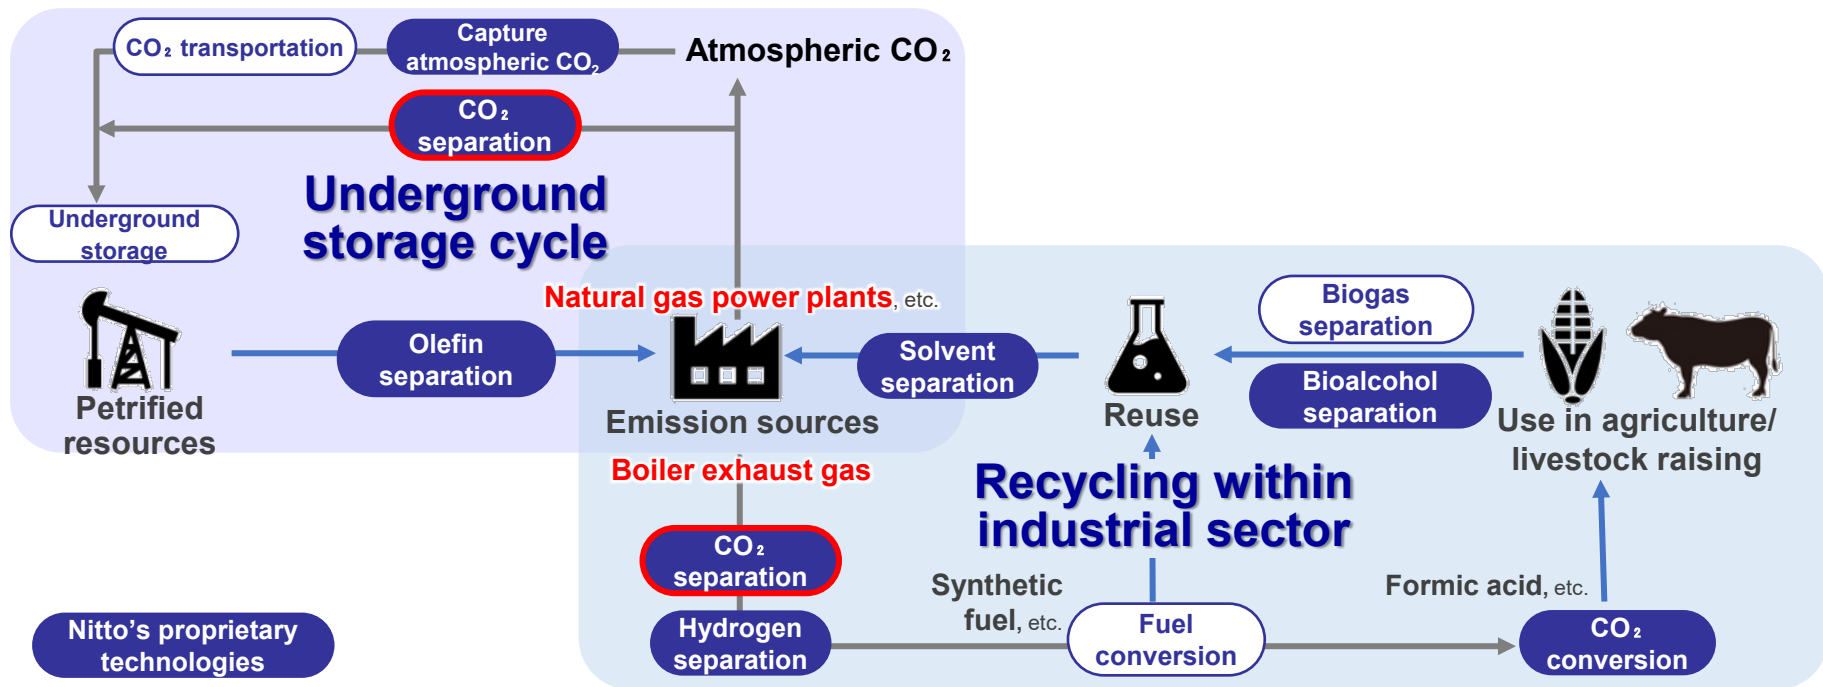 CO₂ transportation
Capture
atmospheric CO₂
Atmospheric CO₂
CO₂
separation
Underground
storage cycle
Underground
storage
Natural gas power plants, etc.
Olefin
separation
Petrified
resources
Emission sources
Solvent
separation
Reuse
Biogas
separation
Bioalcohol
separation
Use in agriculture/
livestock raising
Boiler exhaust gas
Recycling within
industrial sector
CO₂
separation
Hydrogen
separation
Synthetic
fuel, etc.
Fuel
conversion
Formic acid, etc.
CO₂
conversion
Nitto’s proprietary
technologies